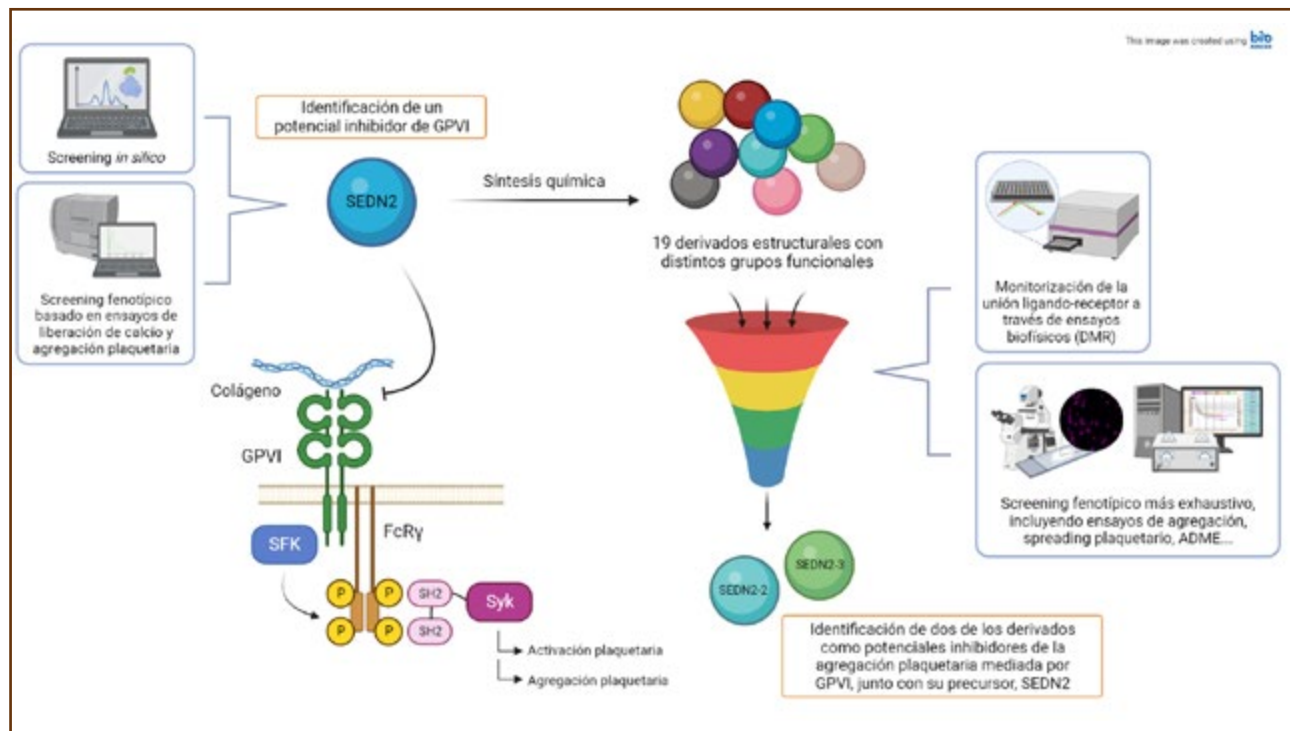 This image was created using bio
Screening in silico
Screening fenotípico
basado en ensayos de
liberación de calcio y
agregación plaquetaria
Identificación de un
potencial inhibidor de GPVI
SEDN2
Síntesis química
19 derivados estructurales con
distintos grupos funcionales
Monitorización de la
unión ligando-receptor a
través de ensayos
biofísicos (DMR)
Screening fenotípico más exhaustivo,
incluyendo ensayos de agregación,
spreading plaquetario, ADME...
Colágeno
GPVI
FcRγ
SFK
P
P
SH2
Syk
P
P
SH2
Activación plaquetaria
Agregación plaquetaria
SEDN2-2
SEDN2-3
Identificación de dos de los derivados
como potenciales inhibidores de la
agregación plaquetaria mediada por
GPVI, junto con su precursor, SEDN2